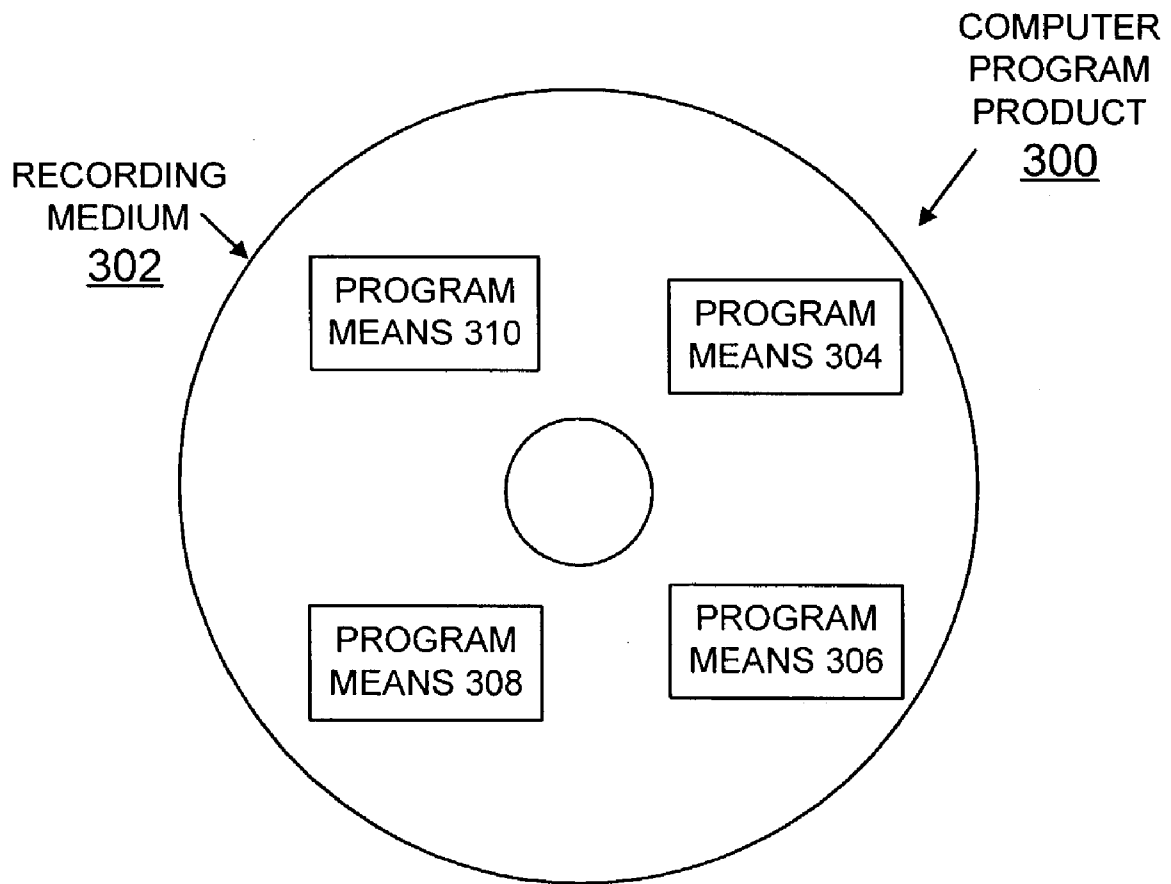 COMPUTER
PROGRAM
PRODUCT
300
RECORDING
MEDIUM
302
PROGRAM
MEANS 310
PROGRAM
MEANS 304
PROGRAM
MEANS 308
PROGRAM
MEANS 306